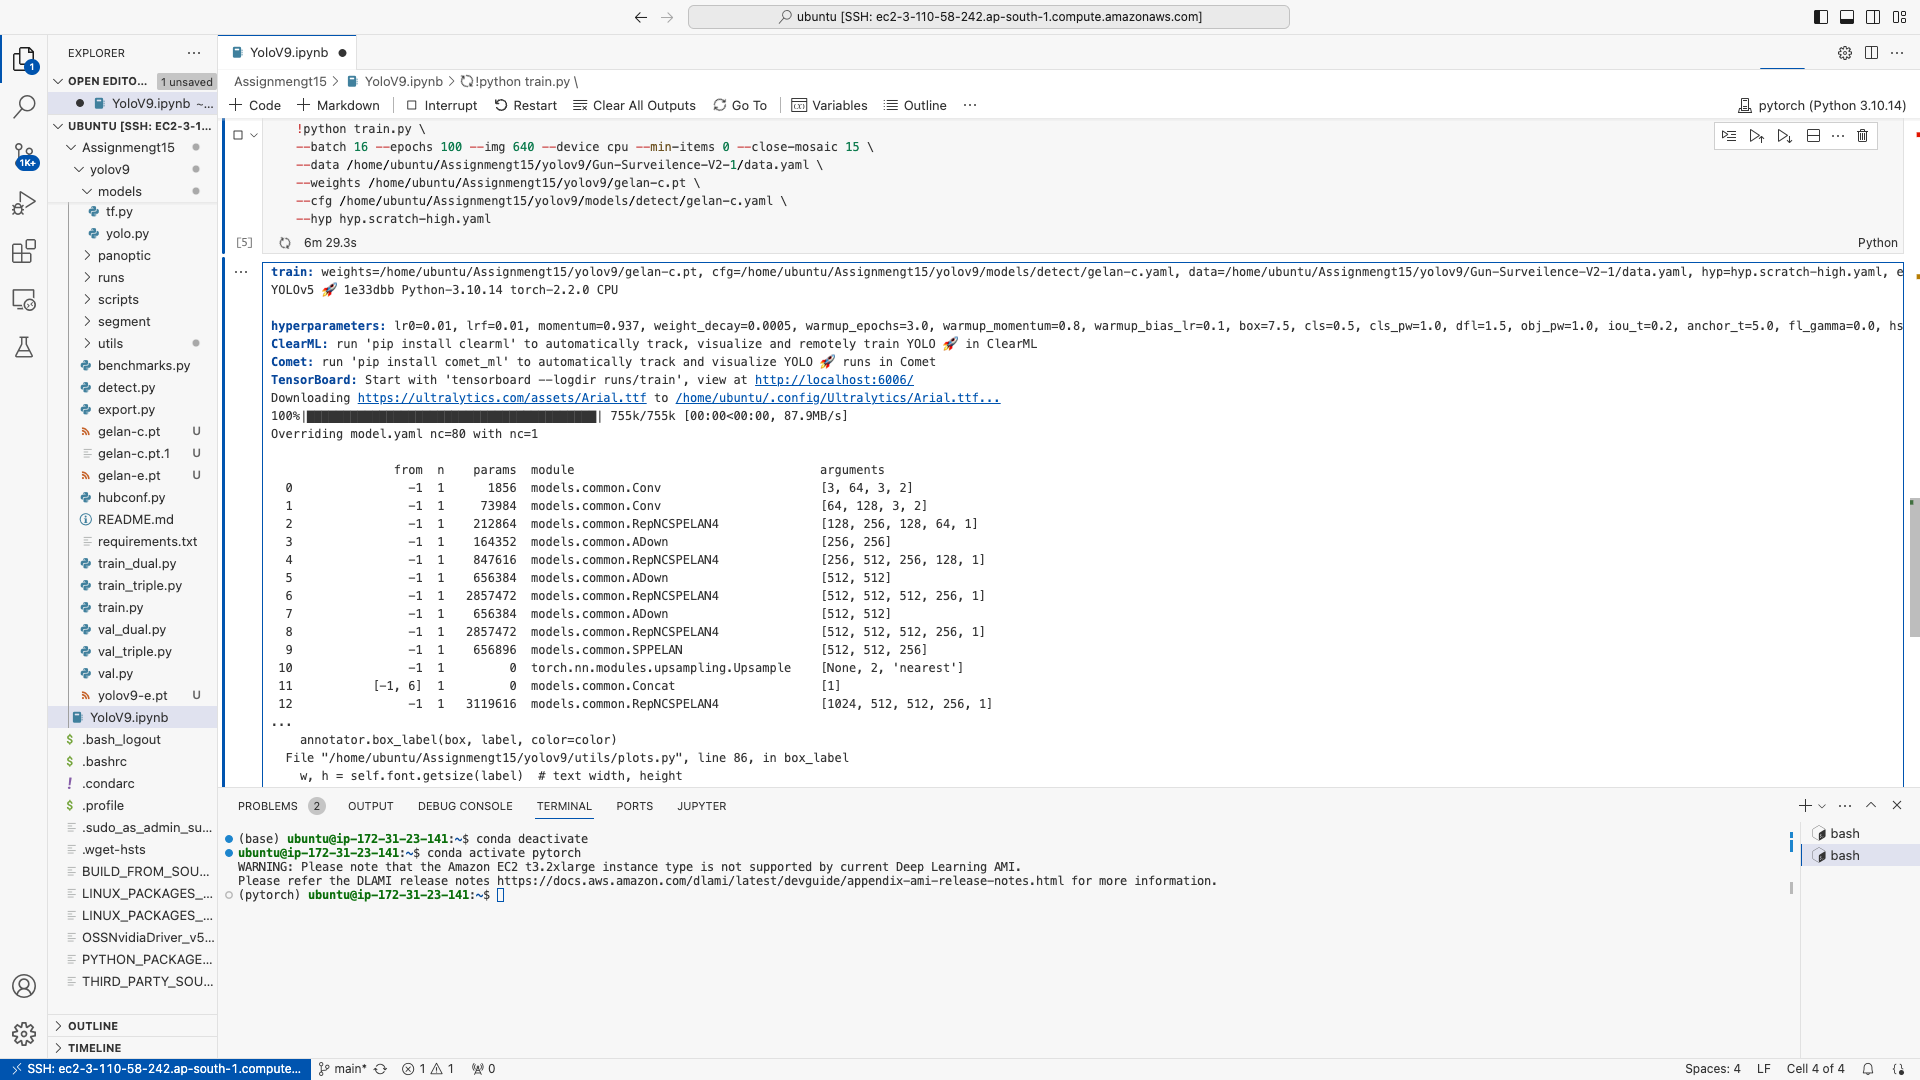 ubuntu [SSH: ec2-3-110-58-242.ap-south-1.compute.amazonaws.com]
EXPLORER
OPEN EDITO... 1 unsaved
YoloV9.ipynb ~...
UBUNTU [SSH: EC2-3-1...
Assignmengt15
yolov9
models
tf.py
yolo.py
panoptic
runs
scripts
segment
utils
benchmarks.py
detect.py
export.py
gelan-c.pt U
gelan-c.pt.1 U
gelan-e.pt U
hubconf.py
README.md
requirements.txt
train_dual.py
train_triple.py
train.py
val_dual.py
val_triple.py
val.py
yolov9-e.pt U
YoloV9.ipynb
.bash_logout
.bashrc
.condarc
.profile
.sudo_as_admin_su...
.wget-hsts
BUILD_FROM_SOU...
LINUX_PACKAGES_...
LINUX_PACKAGES_...
OSSNvidiaDriver_v5...
PYTHON_PACKAGE...
THIRD_PARTY_SOU...
OUTLINE
TIMELINE
1
1K+
YoloV9.ipynb
Assignmengt15 > YoloV9.ipynb > !python train.py \
+ Code + Markdown Interrupt Restart Clear All Outputs Go To Variables Outline ... pytorch (Python 3.10.14)
!python train.py \
--batch 16 --epochs 100 --img 640 --device cpu --min-items 0 --close-mosaic 15 \
--data /home/ubuntu/Assignmengt15/yolov9/Gun-Surveilence-V2-1/data.yaml \
--weights /home/ubuntu/Assignmengt15/yolov9/gelan-c.pt \
--cfg /home/ubuntu/Assignmengt15/yolov9/models/detect/gelan-c.yaml \
--hyp hyp.scratch-high.yaml
[5] 6m 29.3s Python
train: weights=/home/ubuntu/Assignmengt15/yolov9/gelan-c.pt, cfg=/home/ubuntu/Assignmengt15/yolov9/models/detect/gelan-c.yaml, data=/home/ubuntu/Assignmengt15/yolov9/Gun-Surveilence-V2-1/data.yaml, hyp=hyp.scratch-high.yaml, e
YOLOv5 🚀 1e33dbb Python-3.10.14 torch-2.2.0 CPU
hyperparameters: lr0=0.01, lrf=0.01, momentum=0.937, weight_decay=0.0005, warmup_epochs=3.0, warmup_momentum=0.8, warmup_bias_lr=0.1, box=7.5, cls=0.5, cls_pw=1.0, dfl=1.5, obj_pw=1.0, iou_t=0.2, anchor_t=5.0, fl_gamma=0.0, hs
ClearML: run 'pip install clearml' to automatically track, visualize and remotely train YOLO 🚀 in ClearML
Comet: run 'pip install comet_ml' to automatically track and visualize YOLO 🚀 runs in Comet
TensorBoard: Start with 'tensorboard --logdir runs/train', view at http://localhost:6006/
Downloading https://ultralytics.com/assets/Arial.ttf to /home/ubuntu/.config/Ultralytics/Arial.ttf...
100%|████████████████████████████████████████| 755k/755k [00:00<00:00, 87.9MB/s]
Overriding model.yaml nc=80 with nc=1
from n params module arguments
0 -1 1 1856 models.common.Conv [3, 64, 3, 2]
1 -1 1 73984 models.common.Conv [64, 128, 3, 2]
2 -1 1 212864 models.common.RepNCSPELAN4 [128, 256, 128, 64, 1]
3 -1 1 164352 models.common.ADown [256, 256]
4 -1 1 847616 models.common.RepNCSPELAN4 [256, 512, 256, 128, 1]
5 -1 1 656384 models.common.ADown [512, 512]
6 -1 1 2857472 models.common.RepNCSPELAN4 [512, 512, 512, 256, 1]
7 -1 1 656384 models.common.ADown [512, 512]
8 -1 1 2857472 models.common.RepNCSPELAN4 [512, 512, 512, 256, 1]
9 -1 1 656896 models.common.SPPELAN [512, 512, 256]
10 -1 1 0 torch.nn.modules.upsampling.Upsample [None, 2, 'nearest']
11 [-1, 6] 1 0 models.common.Concat [1]
12 -1 1 3119616 models.common.RepNCSPELAN4 [1024, 512, 512, 256, 1]
...
annotator.box_label(box, label, color=color)
File "/home/ubuntu/Assignmengt15/yolov9/utils/plots.py", line 86, in box_label
w, h = self.font.getsize(label) # text width, height
PROBLEMS 2 OUTPUT DEBUG CONSOLE TERMINAL PORTS JUPYTER
(base) ubuntu@ip-172-31-23-141:~$ conda deactivate
ubuntu@ip-172-31-23-141:~$ conda activate pytorch
WARNING: Please note that the Amazon EC2 t3.2xlarge instance type is not supported by current Deep Learning AMI.
Please refer the DLAMI release notes https://docs.aws.amazon.com/dlami/latest/devguide/appendix-ami-release-notes.html for more information.
(pytorch) ubuntu@ip-172-31-23-141:~$
bash
bash
SSH: ec2-3-110-58-242.ap-south-1.compute... main* 1 1 0 Spaces: 4 LF Cell 4 of 4